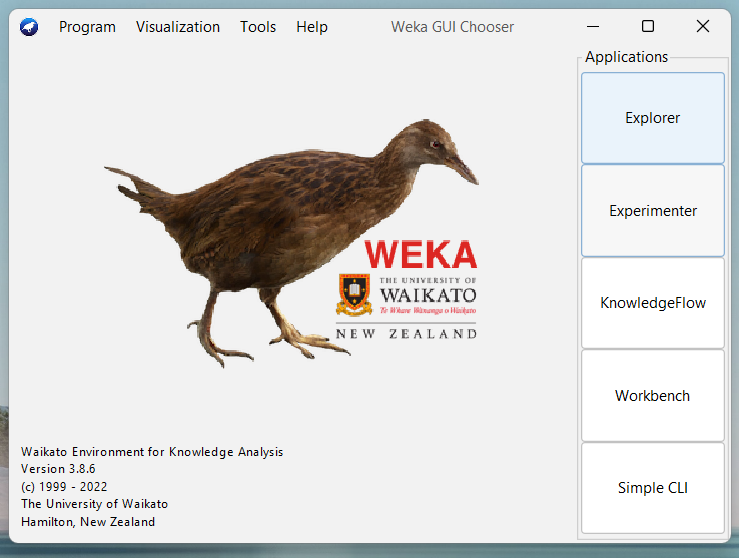 Program Visualization Tools Help Weka GUI Chooser
Applications
Explorer
Experimenter
KnowledgeFlow
Workbench
Simple CLI
WEKA
THE UNIVERSITY OF
WAIKATO
Te Whare Wānanga o Waikato
NEW ZEALAND
Waikato Environment for Knowledge Analysis
Version 3.8.6
(c) 1999 - 2022
The University of Waikato
Hamilton, New Zealand